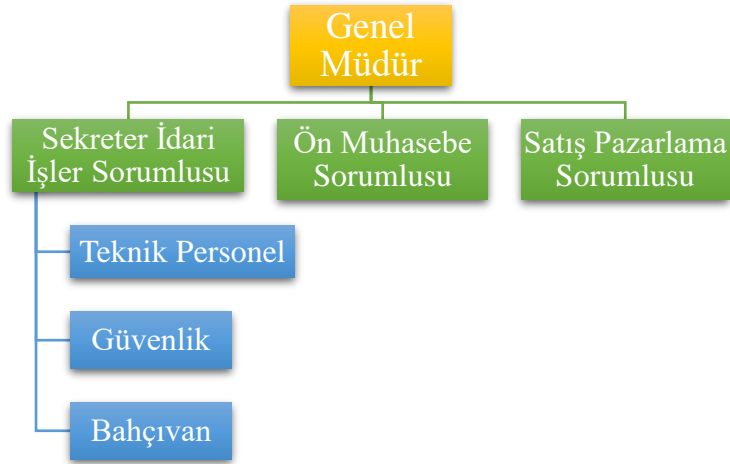 Genel
Müdür
Sekreter İdari
İşler Sorumlusu
Ön Muhasebe
Sorumlusu
Satış Pazarlama
Sorumlusu
Teknik Personel
Güvenlik
Bahçıvan